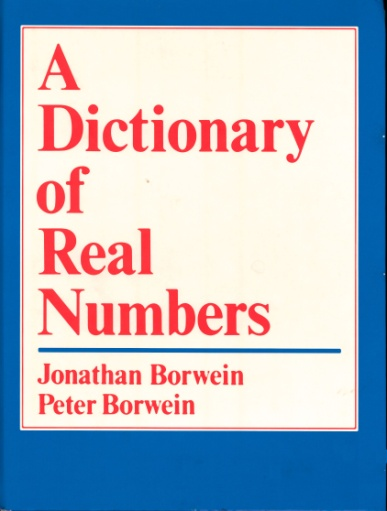 A
Dictionary
of
Real
Numbers
Jonathan Borwein
Peter Borwein